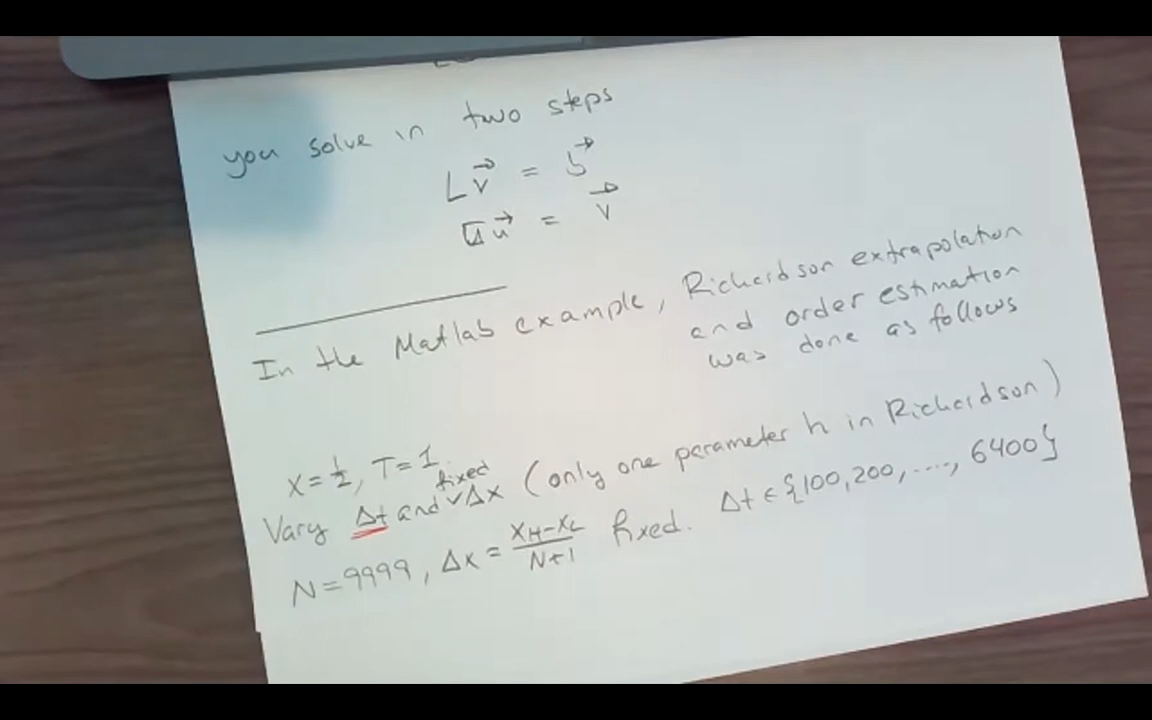 you solve in two steps
Lv⃗ = b⃗
Uu⃗ = v⃗
In the Matlab example, Richardson extrapolation
and order estimation
was done as follows
x=½, T=1.
Vary Δt and fixed Δx (only one parameter h in Richardson)
N=9999, Δx = (x_H-x_L)/(N+1) fixed. Δt ∈ {100,200,....,6400}